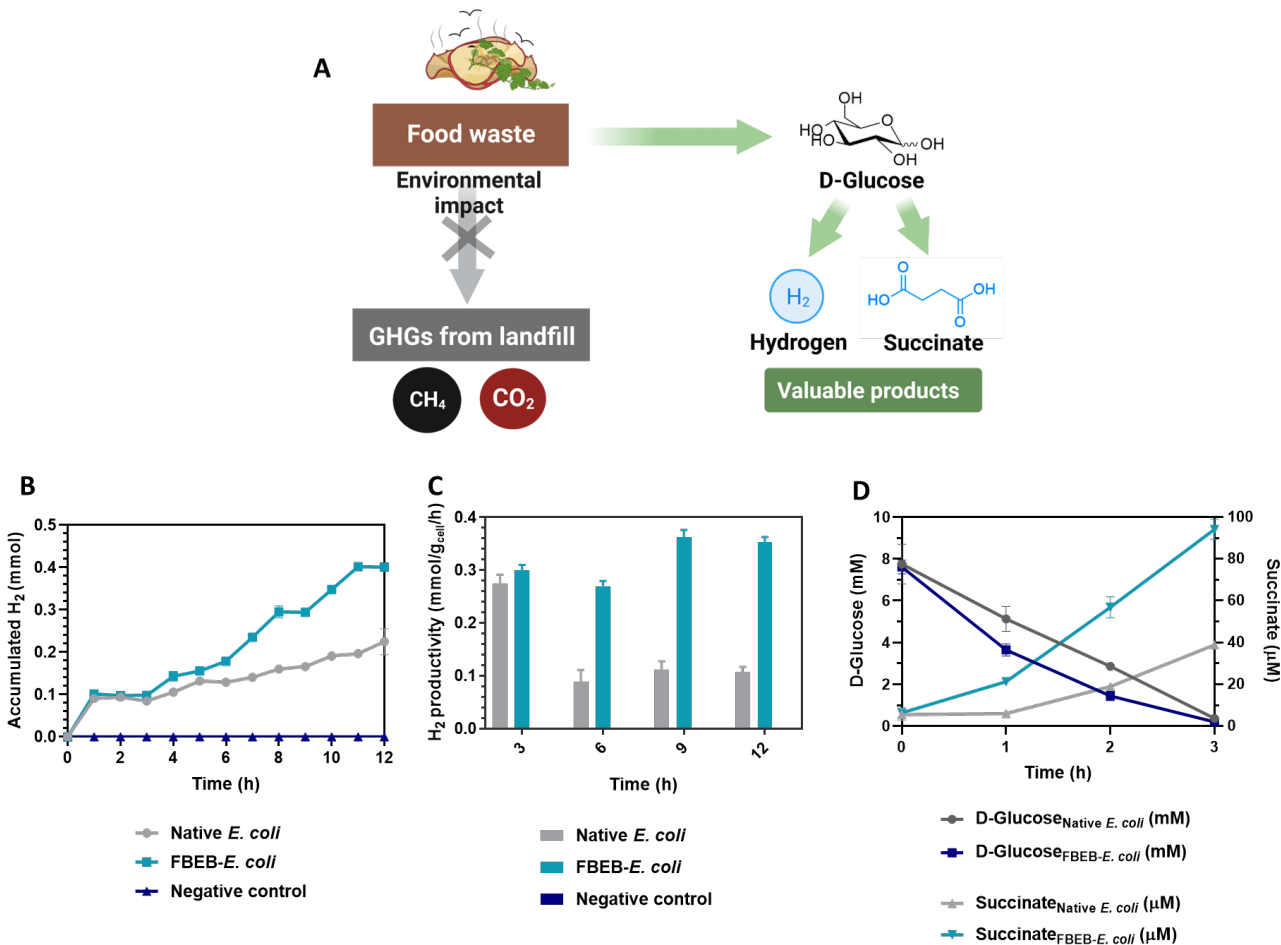 A
Food waste
Environmental
impact
GHGs from landfill
CH₄
CO₂
OH
O
HO
HO
OH
OH
D-Glucose
H₂
Hydrogen
O
HO
OH
O
Succinate
Valuable products
B
Accumulated H₂ (mmol)
0.5
0.4
0.3
0.2
0.1
0.0
0 2 4 6 8 10 12
Time (h)
Native E. coli
FBEB-E. coli
Negative control
C
H₂ productivity (mmol/gcell/h)
0.4
0.3
0.2
0.1
0.0
3 6 9 12
Time (h)
Native E. coli
FBEB-E. coli
Negative control
D
D-Glucose (mM)
10
8
6
4
2
0
0 1 2 3
Time (h)
100
80
60
40
20
0
Succinate (μM)
D-GlucoseNative E. coli (mM)
D-GlucoseFBEB-E. coli (mM)
SuccinateNative E. coli (μM)
SuccinateFBEB-E. coli (μM)